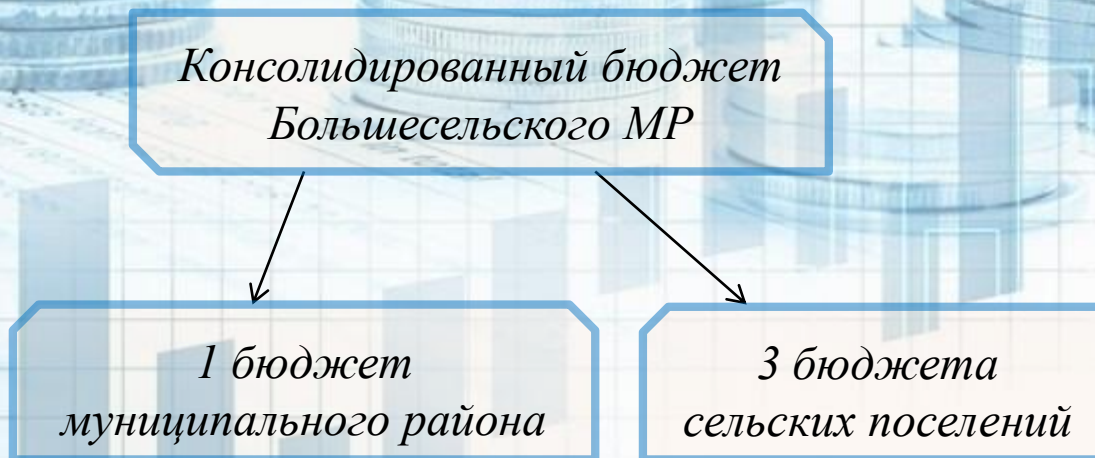 Консолидированный бюджет
Большесельского МР
1 бюджет
муниципального района
3 бюджета
сельских поселений